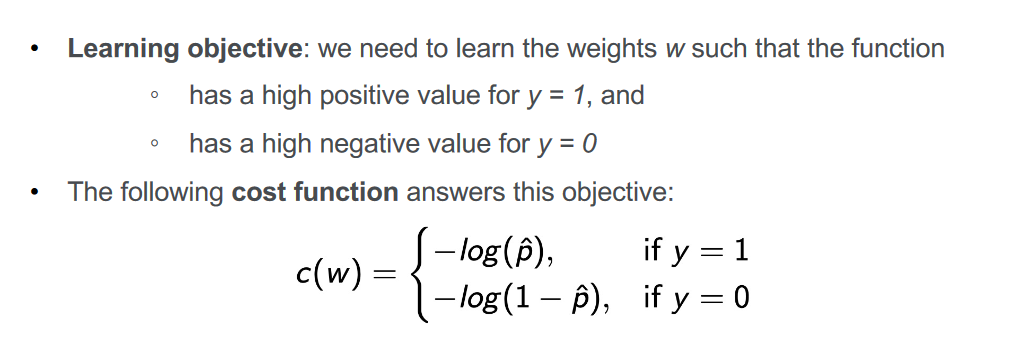 • Learning objective: we need to learn the weights w such that the function
◦ has a high positive value for y = 1, and
◦ has a high negative value for y = 0
• The following cost function answers this objective:
c(w) = { −log(p̂), if y = 1
−log(1 − p̂), if y = 0